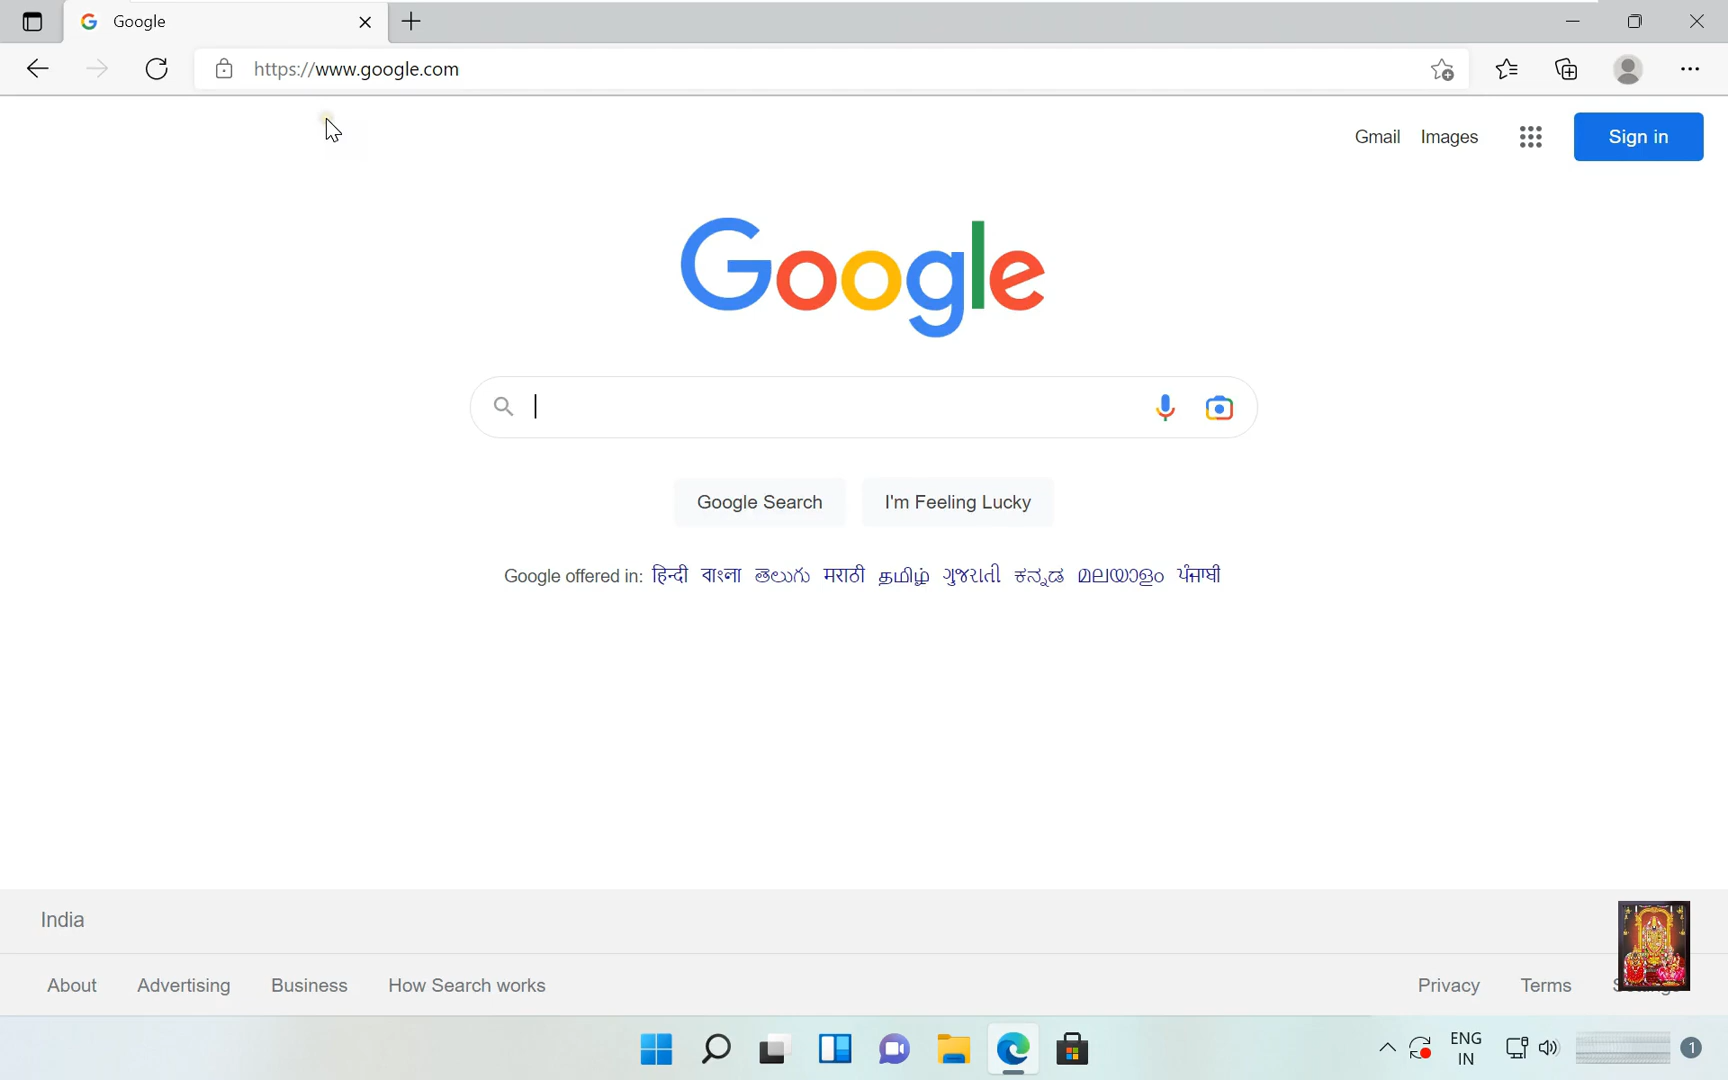 Google
https://www.google.com
Gmail Images Sign in
Google
Google Search I'm Feeling Lucky
Google offered in: हिन्दी বাংলা తెలుగు मराठी தமிழ் ગુજરાતી ಕನ್ನಡ മലയാളം ਪੰਜਾਬੀ
India
About Advertising Business How Search works Privacy Terms
ENG
IN
1